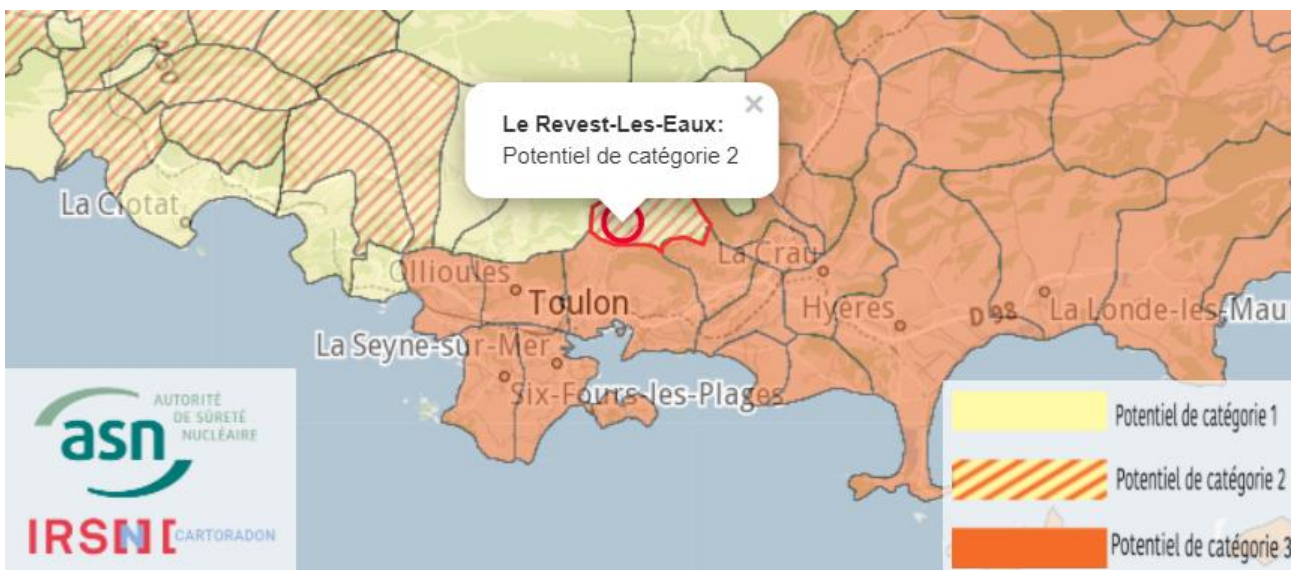 A 50
Le Revest-Les-Eaux:
×
Potentiel de catégorie 2
La Ciotat
La Crau
Ollioules
Toulon
Hyères
D 98
La Londe-les-Mau
La Seyne-sur-Mer
Six-Fours-les-Plages
AUTORITÉ
DE SÛRETÉ
NUCLÉAIRE
asn
IRSN
CARTORADON
Potentiel de catégorie 1
Potentiel de catégorie 2
Potentiel de catégorie 3